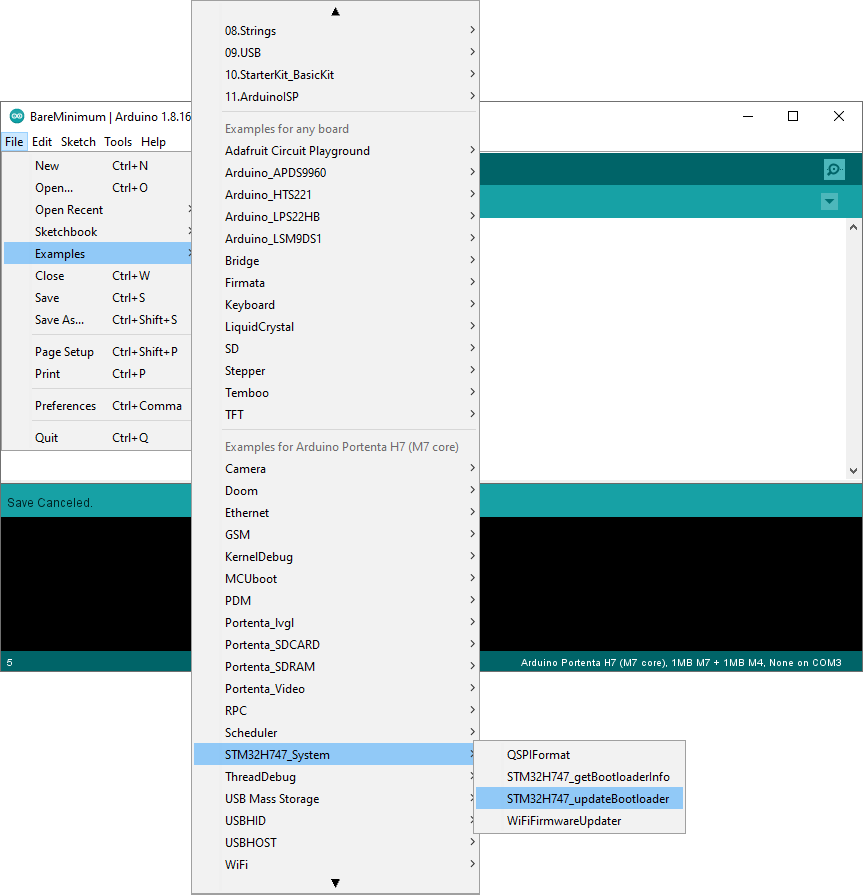 BareMinimum | Arduino 1.8.16
File Edit Sketch Tools Help
New Ctrl+N
Open... Ctrl+O
Open Recent
Sketchbook
Examples
Close Ctrl+W
Save Ctrl+S
Save As... Ctrl+Shift+S
Page Setup Ctrl+Shift+P
Print Ctrl+P
Preferences Ctrl+Comma
Quit Ctrl+Q
08.Strings
09.USB
10.StarterKit_BasicKit
11.ArduinoISP
Examples for any board
Adafruit Circuit Playground
Arduino_APDS9960
Arduino_HTS221
Arduino_LPS22HB
Arduino_LSM9DS1
Bridge
Firmata
Keyboard
LiquidCrystal
SD
Stepper
Temboo
TFT
Examples for Arduino Portenta H7 (M7 core)
Camera
Doom
Ethernet
GSM
KernelDebug
MCUboot
PDM
Portenta_lvgl
Portenta_SDCARD
Portenta_SDRAM
Portenta_Video
RPC
Scheduler
STM32H747_System
ThreadDebug
USB Mass Storage
USBHID
USBHOST
WiFi
QSPIFormat
STM32H747_getBootloaderInfo
STM32H747_updateBootloader
WiFiFirmwareUpdater
Save Canceled.
5
Arduino Portenta H7 (M7 core), 1MB M7 + 1MB M4, None on COM3